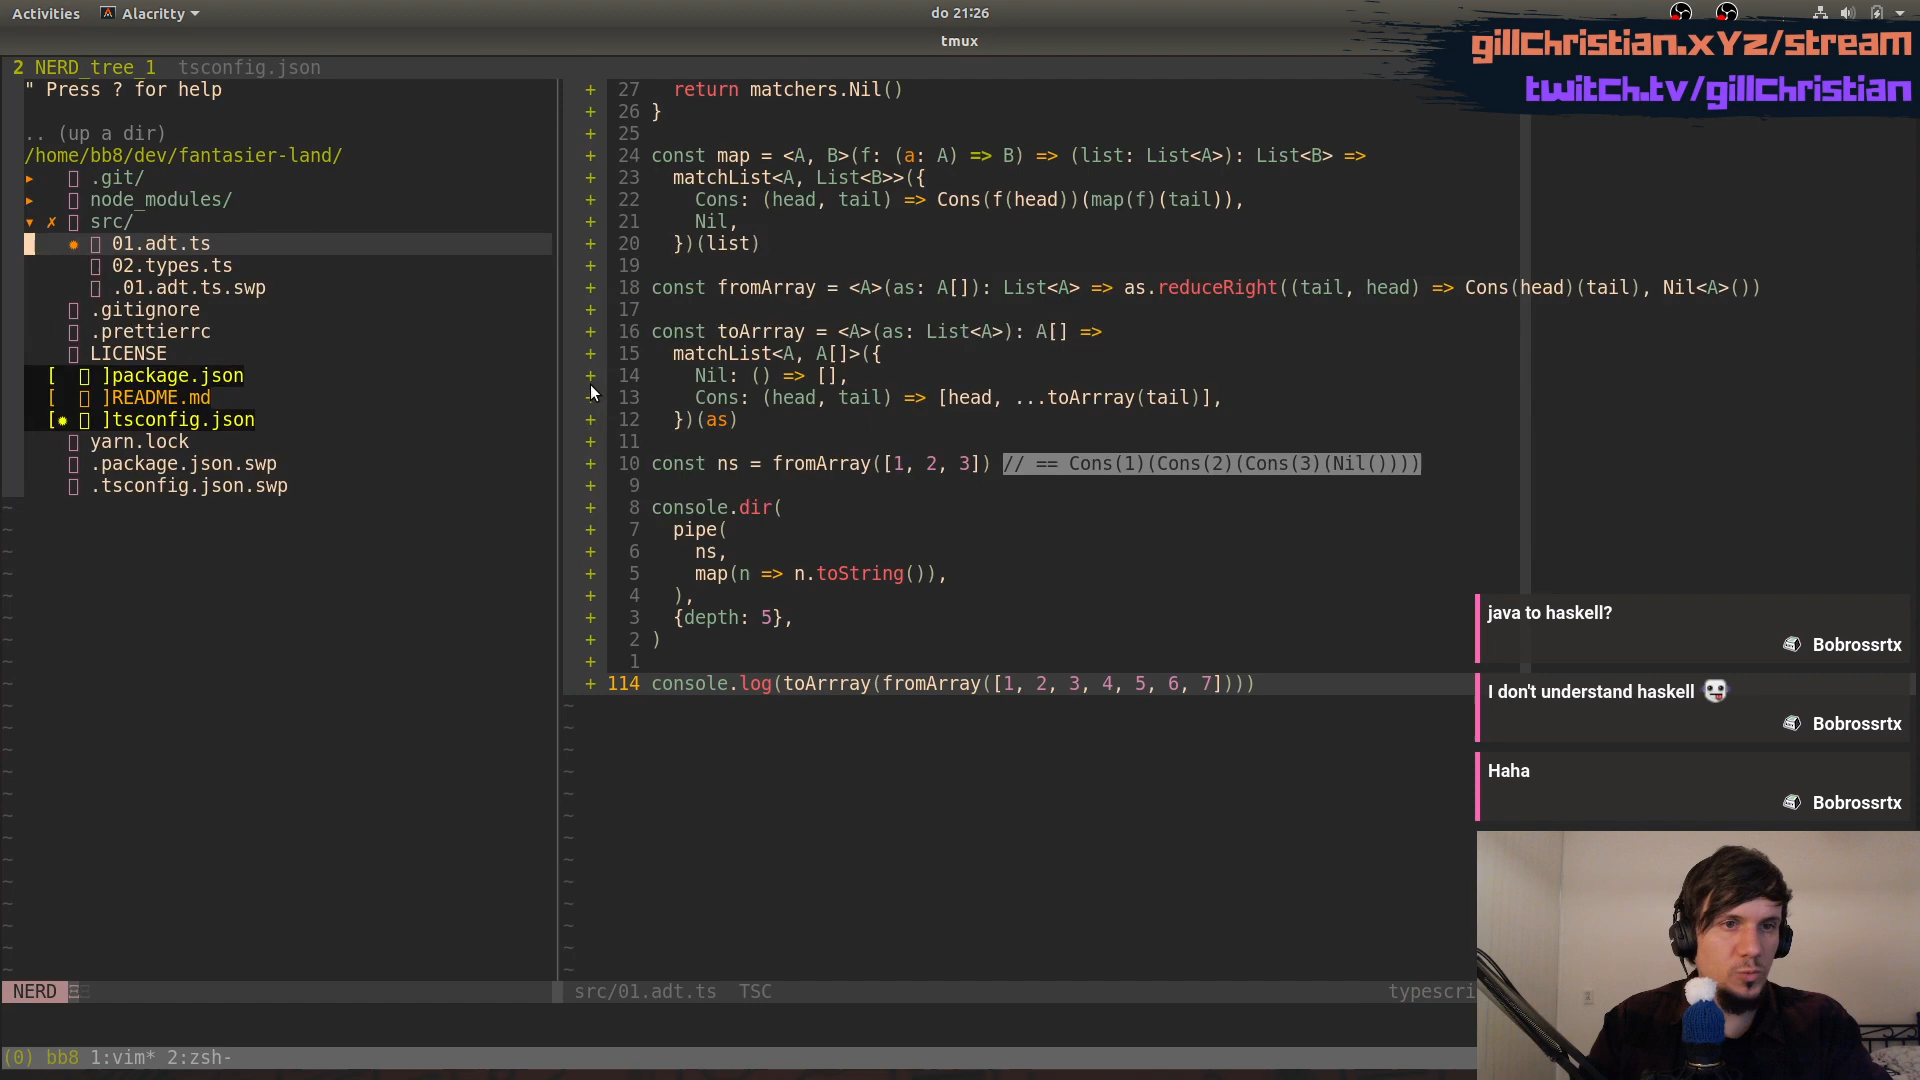 Activities Alacritty do 21:26
tmux
gillChristian.xYz/streaM
twitCh.tv/gillChristian
2 NERD_tree_1 tsconfig.json
" Press ? for help
.. (up a dir)
/home/bb8/dev/fantasier-land/
.git/
node_modules/
✗ src/
01.adt.ts
02.types.ts
.01.adt.ts.swp
.gitignore
.prettierrc
LICENSE
[ ]package.json
[ ]README.md
[ ]tsconfig.json
yarn.lock
.package.json.swp
.tsconfig.json.swp
+ 27 return matchers.Nil()
+ 26 }
+ 25
+ 24 const map = <A, B>(f: (a: A) => B) => (list: List<A>): List<B> =>
+ 23 matchList<A, List<B>>({
+ 22 Cons: (head, tail) => Cons(f(head))(map(f)(tail)),
+ 21 Nil,
+ 20 })(list)
+ 19
+ 18 const fromArray = <A>(as: A[]): List<A> => as.reduceRight((tail, head) => Cons(head)(tail), Nil<A>())
+ 17
+ 16 const toArrray = <A>(as: List<A>): A[] =>
+ 15 matchList<A, A[]>({
+ 14 Nil: () => [],
+ 13 Cons: (head, tail) => [head, ...toArrray(tail)],
+ 12 })(as)
+ 11
+ 10 const ns = fromArray([1, 2, 3]) // == Cons(1)(Cons(2)(Cons(3)(Nil())))
+ 9
+ 8 console.dir(
+ 7 pipe(
+ 6 ns,
+ 5 map(n => n.toString()),
+ 4 ),
+ 3 {depth: 5},
+ 2 )
+ 1
+ 114 console.log(toArrray(fromArray([1, 2, 3, 4, 5, 6, 7])))
java to haskell?
Bobrossrtx
I don't understand haskell
Bobrossrtx
Haha
Bobrossrtx
NERD src/01.adt.ts TSC typescri
(0) bb8 1:vim* 2:zsh-